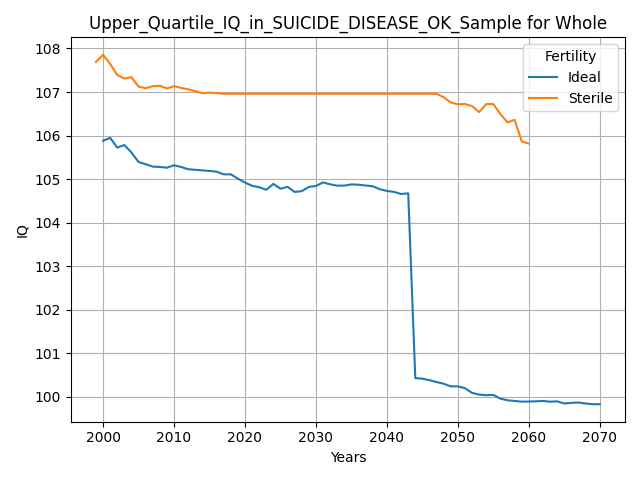 Upper_Quartile_IQ_in_SUICIDE_DISEASE_OK_Sample for Whole
Fertility
Ideal
Sterile
108
107
106
105
104
103
102
101
100
IQ
2000 2010 2020 2030 2040 2050 2060 2070
Years